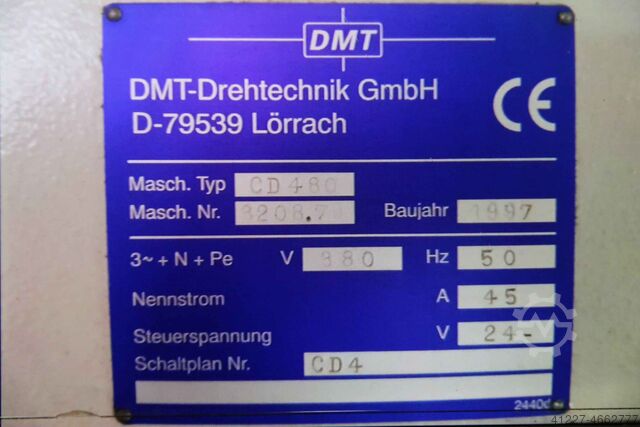 DMT
DMT-Drehtechnik GmbH
D-79539 Lörrach
CE
Masch. Typ CD480
Masch. Nr. Baujahr 1997
3~ + N + Pe V 380 Hz 50
Nennstrom A 45
Steuerspannung V 24-
Schaltplan Nr. CD4
2440d
41227-4662777